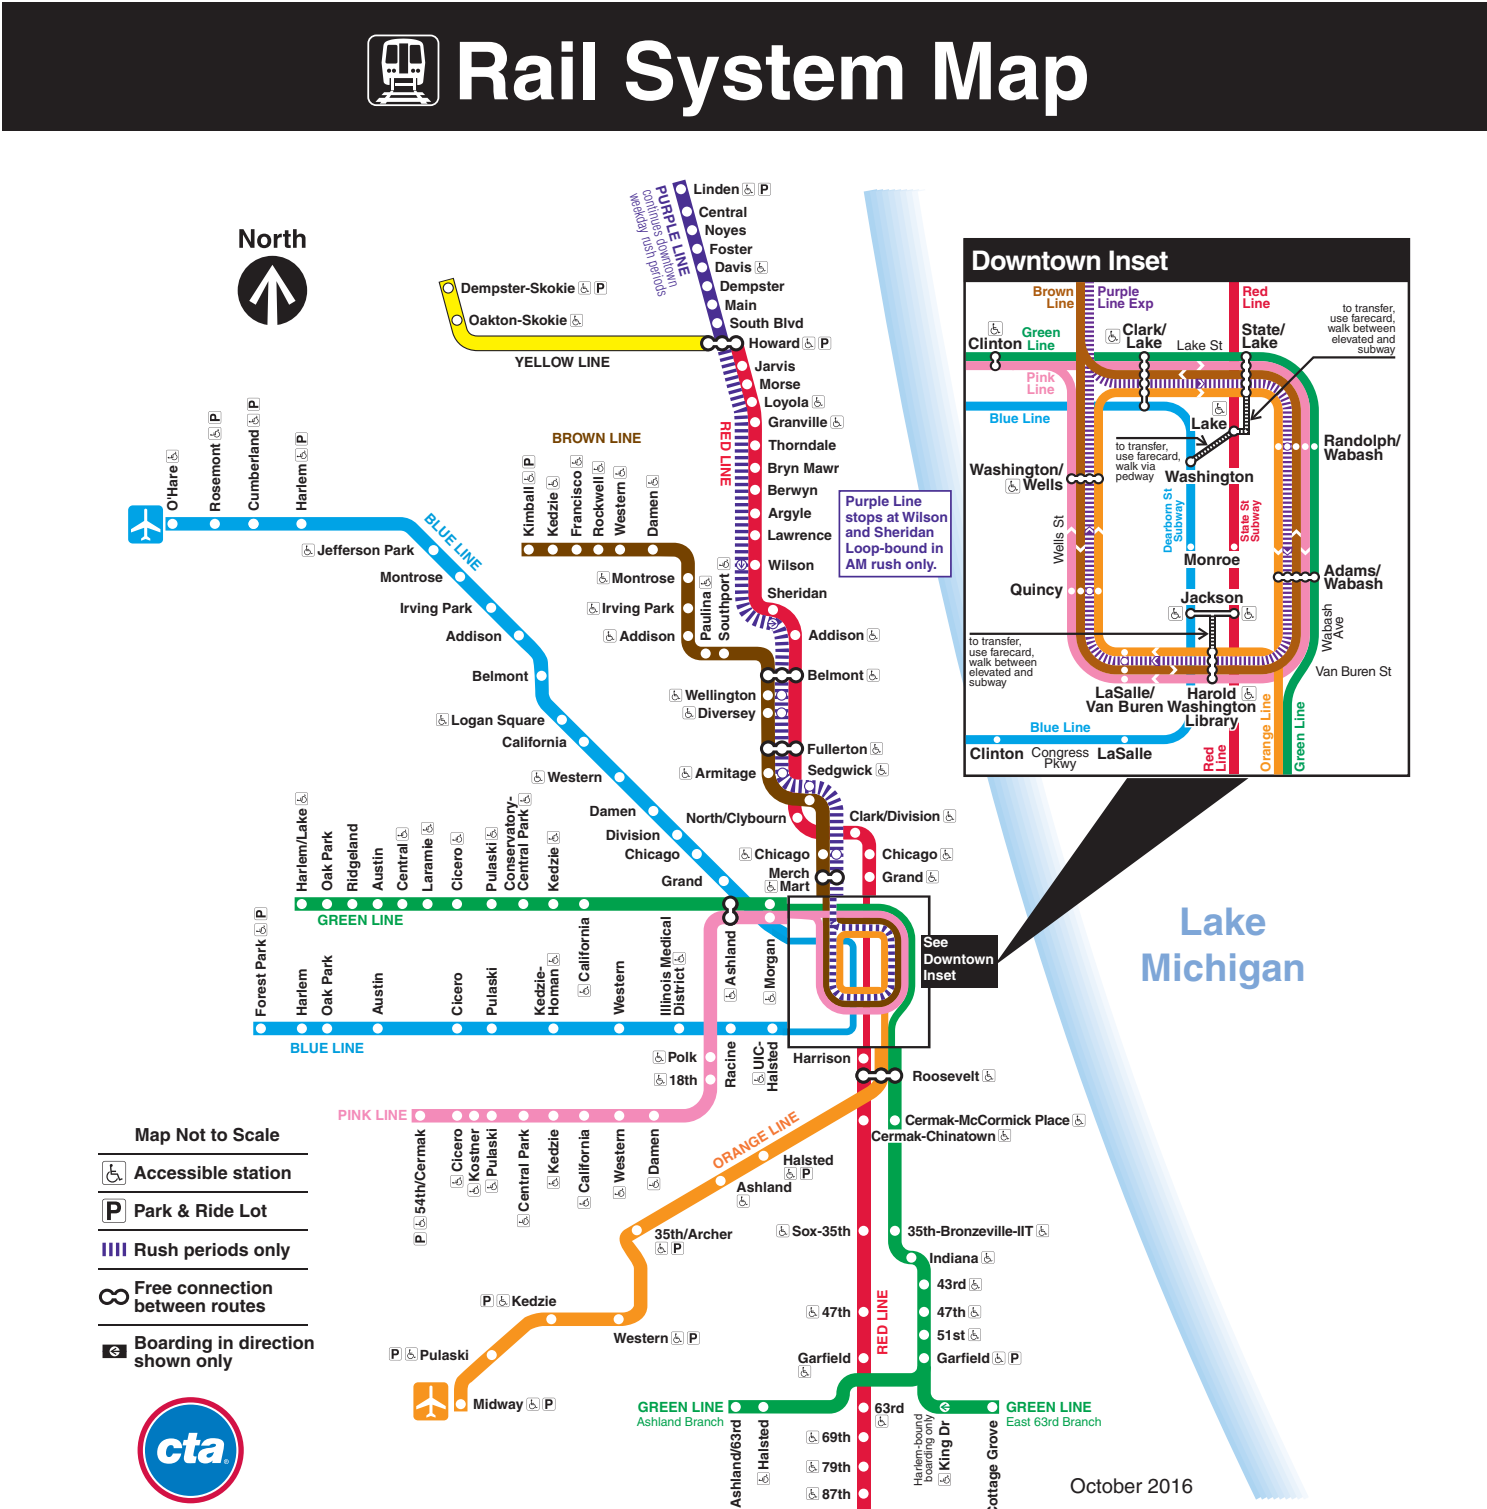 Rail System Map
North
Linden P
Central
Noyes
Foster
Davis
Dempster
Main
South Blvd
Howard P
PURPLE LINE
continues downtown
weekday rush periods
Dempster-Skokie P
Oakton-Skokie
YELLOW LINE
Jarvis
Morse
Loyola
Granville
Thorndale
Bryn Mawr
Berwyn
Argyle
Lawrence
Wilson
Sheridan
Addison
Belmont
Fullerton
Sedgwick
RED LINE
Purple Line
stops at Wilson
and Sheridan
Loop-bound in
AM rush only.
BROWN LINE
Kimball P
Kedzie
Francisco
Rockwell
Western
Damen
Montrose
Irving Park
Addison
Paulina
Southport
Wellington
Diversey
Armitage
North/Clybourn
Clark/Division
Chicago
Chicago
Merch
Mart
Grand
O'Hare
Rosemont P
Cumberland P
Harlem P
BLUE LINE
Jefferson Park
Montrose
Irving Park
Addison
Belmont
Logan Square
California
Western
Damen
Division
Chicago
Grand
Harlem/Lake
Oak Park
Ridgeland
Austin
Central
Laramie
Cicero
Pulaski
Conservatory-
Central Park
Kedzie
GREEN LINE
California
Ashland
Morgan
Forest Park P
Harlem
Oak Park
Austin
Cicero
Pulaski
Kedzie-
Homan
Western
Illinois Medical
District
Racine
UIC-
Halsted
BLUE LINE
Polk
18th
PINK LINE
P 54th/Cermak
Cicero
Kostner
Pulaski
Central Park
Kedzie
California
Western
Damen
See
Downtown
Inset
Harrison
Roosevelt
Cermak-McCormick Place
Cermak-Chinatown
ORANGE LINE
Halsted
P
Ashland
35th/Archer
P
P Kedzie
Western P
P Pulaski
Midway P
Sox-35th
35th-Bronzeville-IIT
Indiana
43rd
47th
47th
51st
Garfield
Garfield P
RED LINE
GREEN LINE
Ashland Branch
Ashland/63rd
Halsted
63rd
69th
79th
87th
Harlem-bound
boarding only
King Dr
GREEN LINE
East 63rd Branch
Downtown Inset
Brown
Line
Purple
Line Exp
Red
Line
to transfer,
use farecard,
walk between
elevated and
subway
Clinton
Green
Line
Clark/
Lake
Lake St
State/
Lake
Pink
Line
Blue Line
Lake
to transfer,
use farecard,
walk via
pedway
Washington
Randolph/
Wabash
Washington/
Wells
Wells St
Dearborn St
Subway
State St
Subway
Monroe
Adams/
Wabash
Quincy
Jackson
Wabash
Ave
to transfer,
use farecard,
walk between
elevated and
subway
Van Buren St
LaSalle/
Van Buren
Harold
Washington
Library
Blue Line
Clinton
Congress
Pkwy
LaSalle
Red
Line
Orange Line
Green Line
Lake
Michigan
Map Not to Scale
Accessible station
P Park & Ride Lot
Rush periods only
Free connection
between routes
Boarding in direction
shown only
cta
October 2016